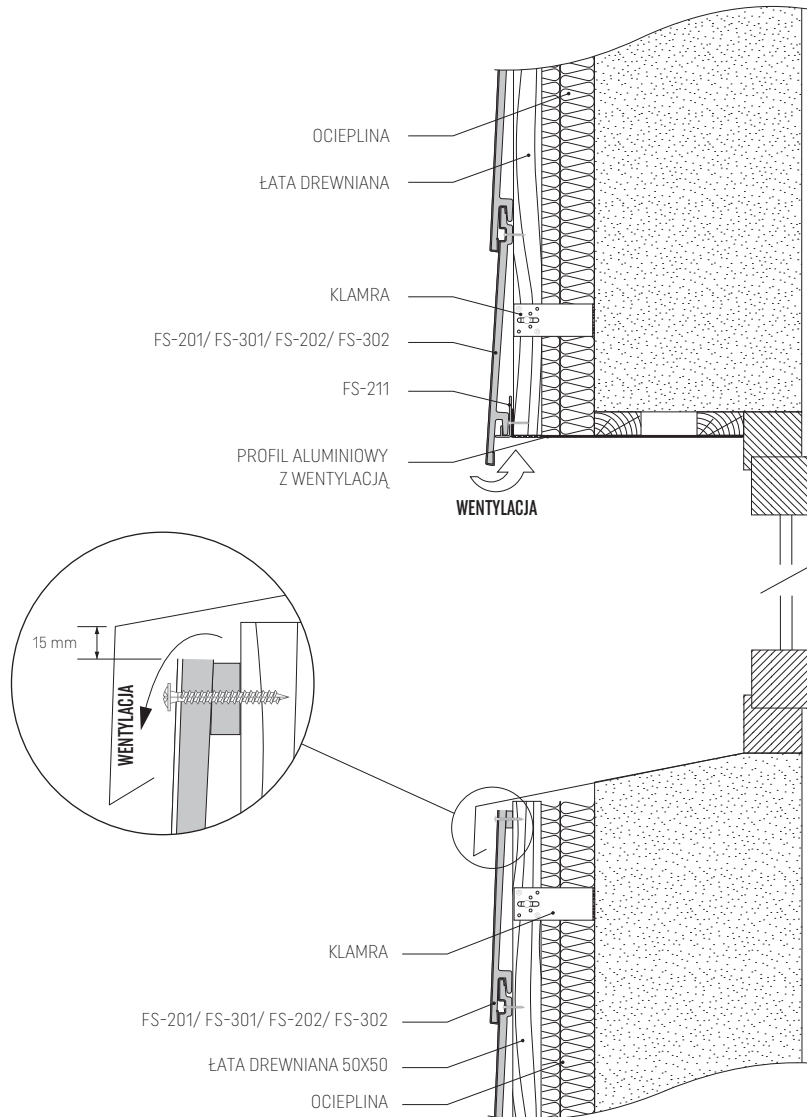 OCIEPLINA
ŁATA DREWNIANA
KLAMRA
FS-201/ FS-301/ FS-202/ FS-302
FS-211
PROFIL ALUMINIOWY
Z WENTYLACJĄ
WENTYLACJA
15 mm
WENTYLACJA
KLAMRA
FS-201/ FS-301/ FS-202/ FS-302
ŁATA DREWNIANA 50X50
OCIEPLINA